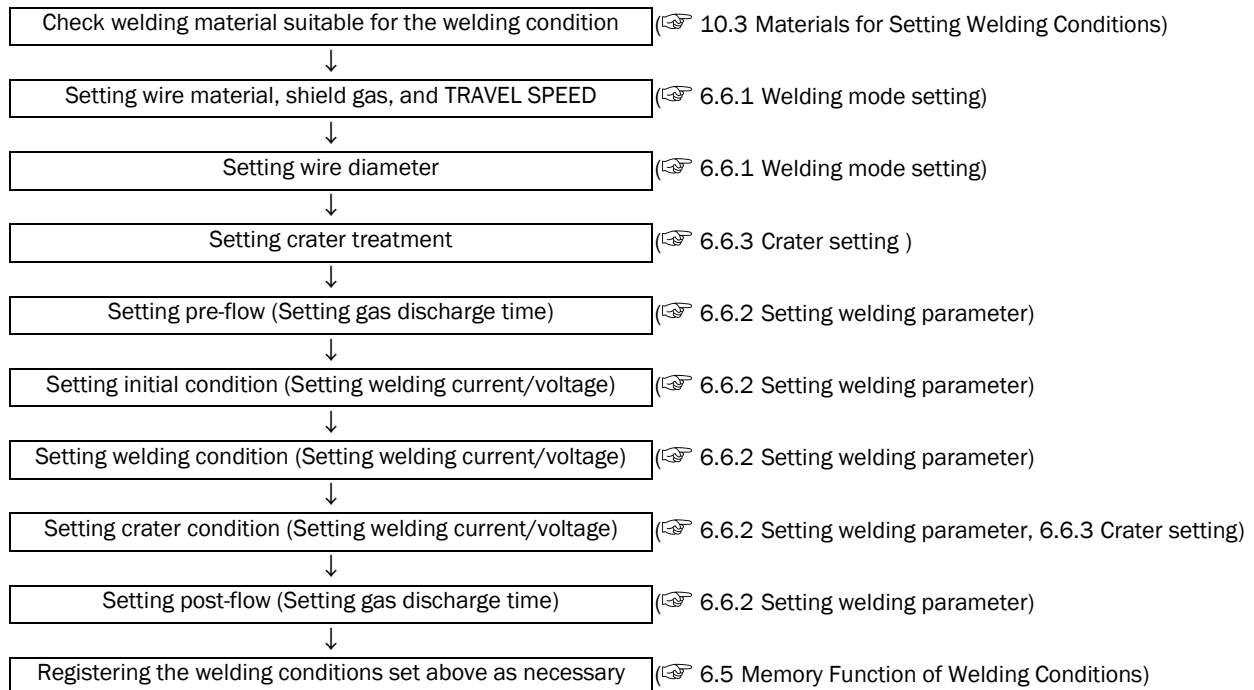 Check welding material suitable for the welding condition (☞ 10.3 Materials for Setting Welding Conditions)
↓
Setting wire material, shield gas, and TRAVEL SPEED (☞ 6.6.1 Welding mode setting)
↓
Setting wire diameter (☞ 6.6.1 Welding mode setting)
↓
Setting crater treatment (☞ 6.6.3 Crater setting )
↓
Setting pre-flow (Setting gas discharge time) (☞ 6.6.2 Setting welding parameter)
↓
Setting initial condition (Setting welding current/voltage) (☞ 6.6.2 Setting welding parameter)
↓
Setting welding condition (Setting welding current/voltage) (☞ 6.6.2 Setting welding parameter)
↓
Setting crater condition (Setting welding current/voltage) (☞ 6.6.2 Setting welding parameter, 6.6.3 Crater setting)
↓
Setting post-flow (Setting gas discharge time) (☞ 6.6.2 Setting welding parameter)
↓
Registering the welding conditions set above as necessary (☞ 6.5 Memory Function of Welding Conditions)